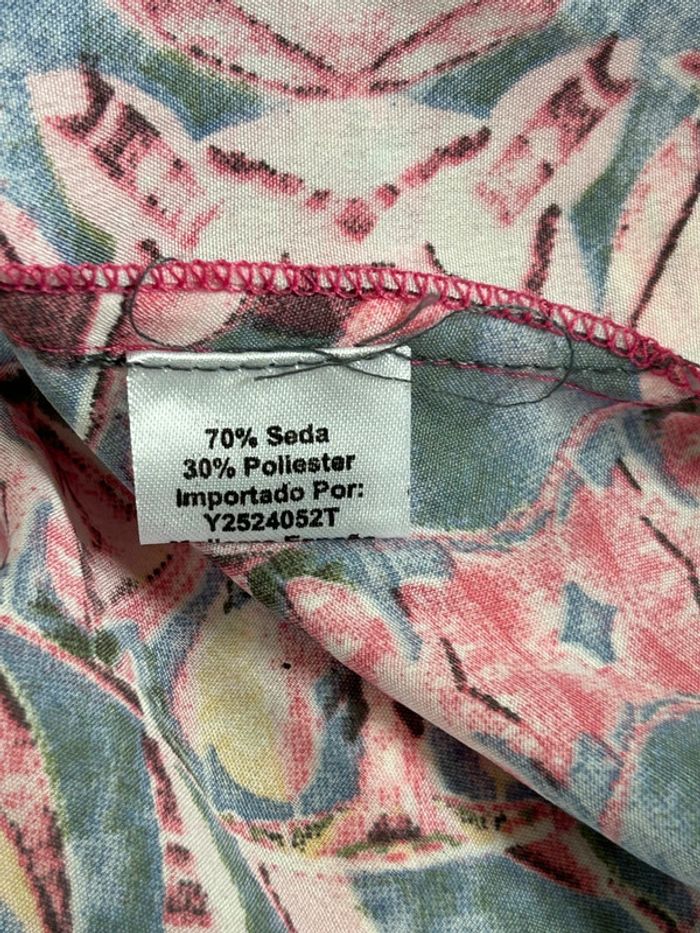 70% Seda
30% Poliester
Importado Por:
Y2524052T